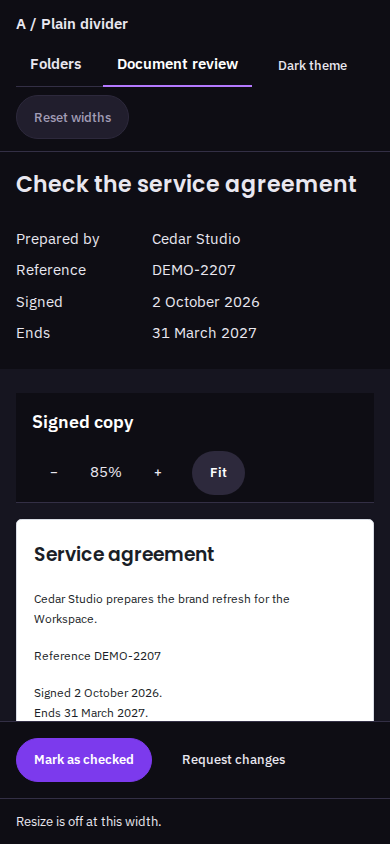 A / Plain divider
Folders
Document review
Dark theme
Reset widths
Check the service agreement
Prepared by Cedar Studio
Reference DEMO-2207
Signed 2 October 2026
Ends 31 March 2027
Signed copy
− 85% + Fit
Service agreement
Cedar Studio prepares the brand refresh for the
Workspace.
Reference DEMO-2207
Signed 2 October 2026.
Ends 31 March 2027.
Mark as checked
Request changes
Resize is off at this width.